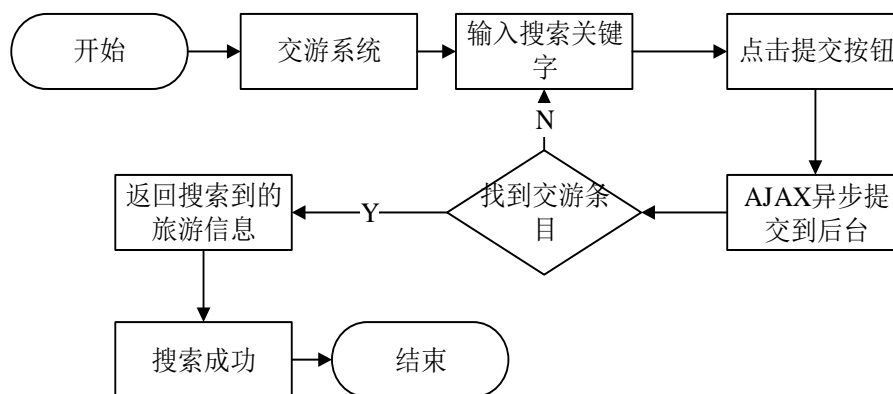 开始
交游系统
输入搜索关键
字
点击提交按钮
N
返回搜索到的
旅游信息
Y
找到交游条
目
AJAX异步提
交到后台
搜索成功
结束